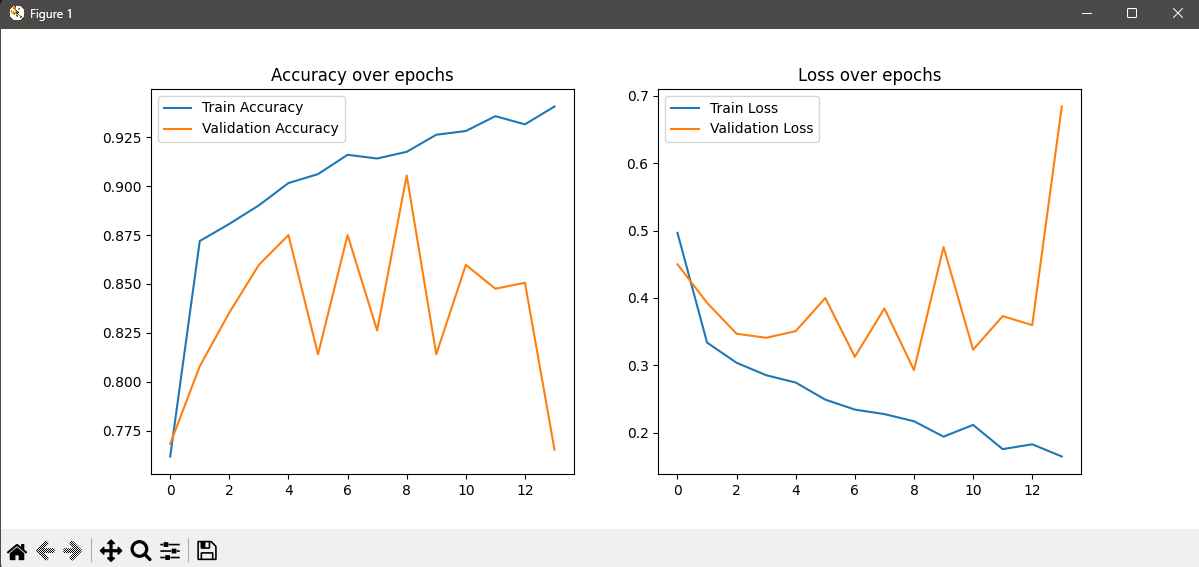 Figure 1
Accuracy over epochs
Train Accuracy
Validation Accuracy
0.925
0.900
0.875
0.850
0.825
0.800
0.775
0 2 4 6 8 10 12
Loss over epochs
Train Loss
Validation Loss
0.7
0.6
0.5
0.4
0.3
0.2
0 2 4 6 8 10 12